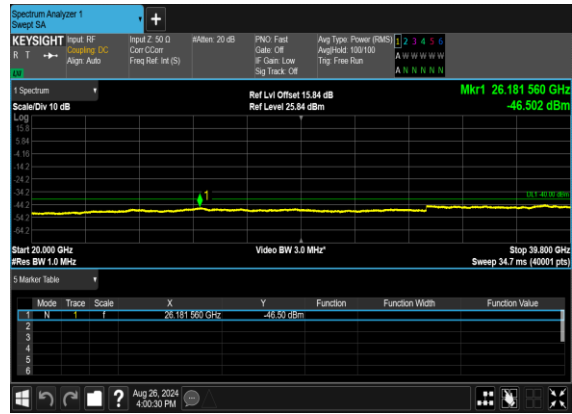 Spectrum Analyzer 1
Swept SA
KEYSIGHT
R T
Input: RF
Coupling: DC
Align: Auto
Input Z: 50 Ω
Corr CCorr
Freq Ref: Int (S)
#Atten: 20 dB
PNO: Fast
Gate: Off
IF Gain: Low
Sig Track: Off
Avg Type: Power (RMS)
Avg|Hold: 100/100
Trig: Free Run
1 2 3 4 5 6
A W W W W W
A N N N N N
1 Spectrum
Scale/Div 10 dB
Ref Lvl Offset 15.84 dB
Ref Level 25.84 dBm
Mkr1 26.181 560 GHz
-46.502 dBm
Log
15.8
5.84
-4.16
-14.2
-24.2
-34.2
-44.2
-54.2
-64.2
1
DL1 -40.00 dBm
Start 20.000 GHz
#Res BW 1.0 MHz
Video BW 3.0 MHz*
Stop 39.800 GHz
Sweep 34.7 ms (40001 pts)
5 Marker Table
Mode Trace Scale X Y Function Function Width Function Value
1 N 1 f 26.181 560 GHz -46.50 dBm
2
3
4
5
6
?
Aug 26, 2024
4:00:30 PM